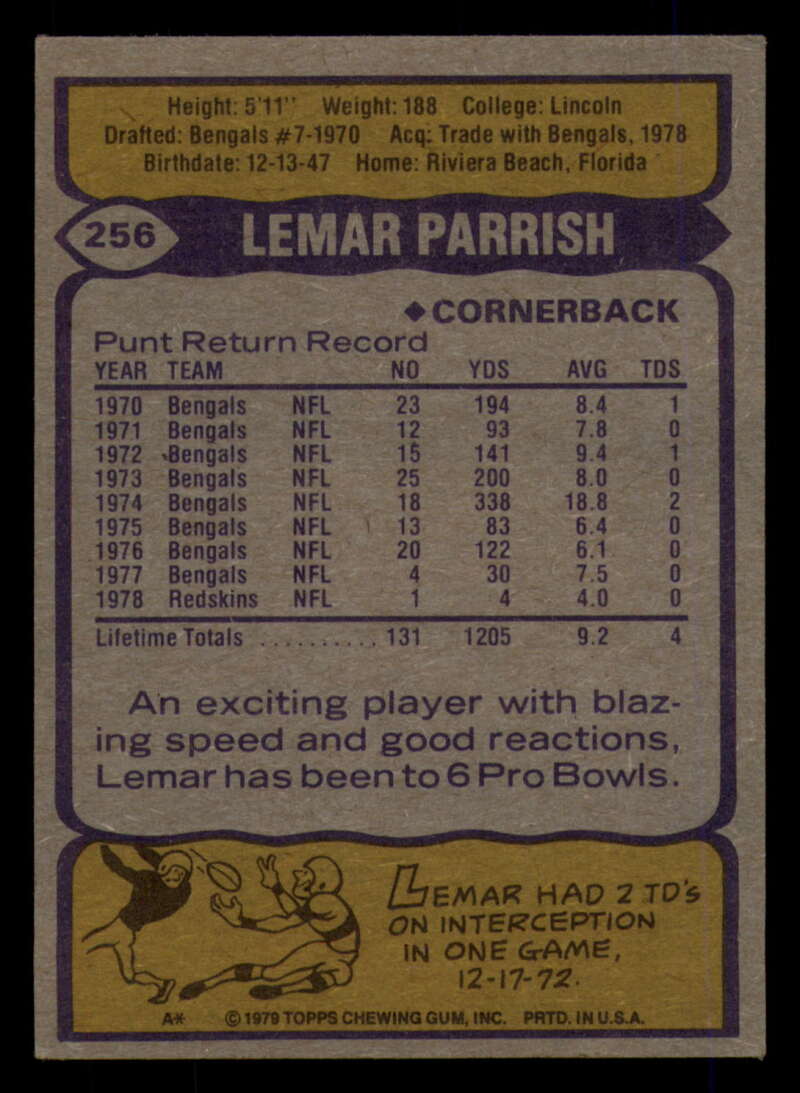 Height: 5'11" Weight: 188 College: Lincoln
Drafted: Bengals #7-1970 Acq: Trade with Bengals, 1978
Birthdate: 12-13-47 Home: Riviera Beach, Florida
256 LEMAR PARRISH
◆CORNERBACK
Punt Return Record
YEAR TEAM NO YDS AVG TDS
1970 Bengals NFL 23 194 8.4 1
1971 Bengals NFL 12 93 7.8 0
1972 Bengals NFL 15 141 9.4 1
1973 Bengals NFL 25 200 8.0 0
1974 Bengals NFL 18 338 18.8 2
1975 Bengals NFL 13 83 6.4 0
1976 Bengals NFL 20 122 6.1 0
1977 Bengals NFL 4 30 7.5 0
1978 Redskins NFL 1 4 4.0 0
Lifetime Totals .......... 131 1205 9.2 4
An exciting player with blaz-
ing speed and good reactions,
Lemar has been to 6 Pro Bowls.
LEMAR HAD 2 TD's
ON INTERCEPTION
IN ONE GAME,
12-17-72.
A* © 1979 TOPPS CHEWING GUM, INC. PRTD. IN U.S.A.